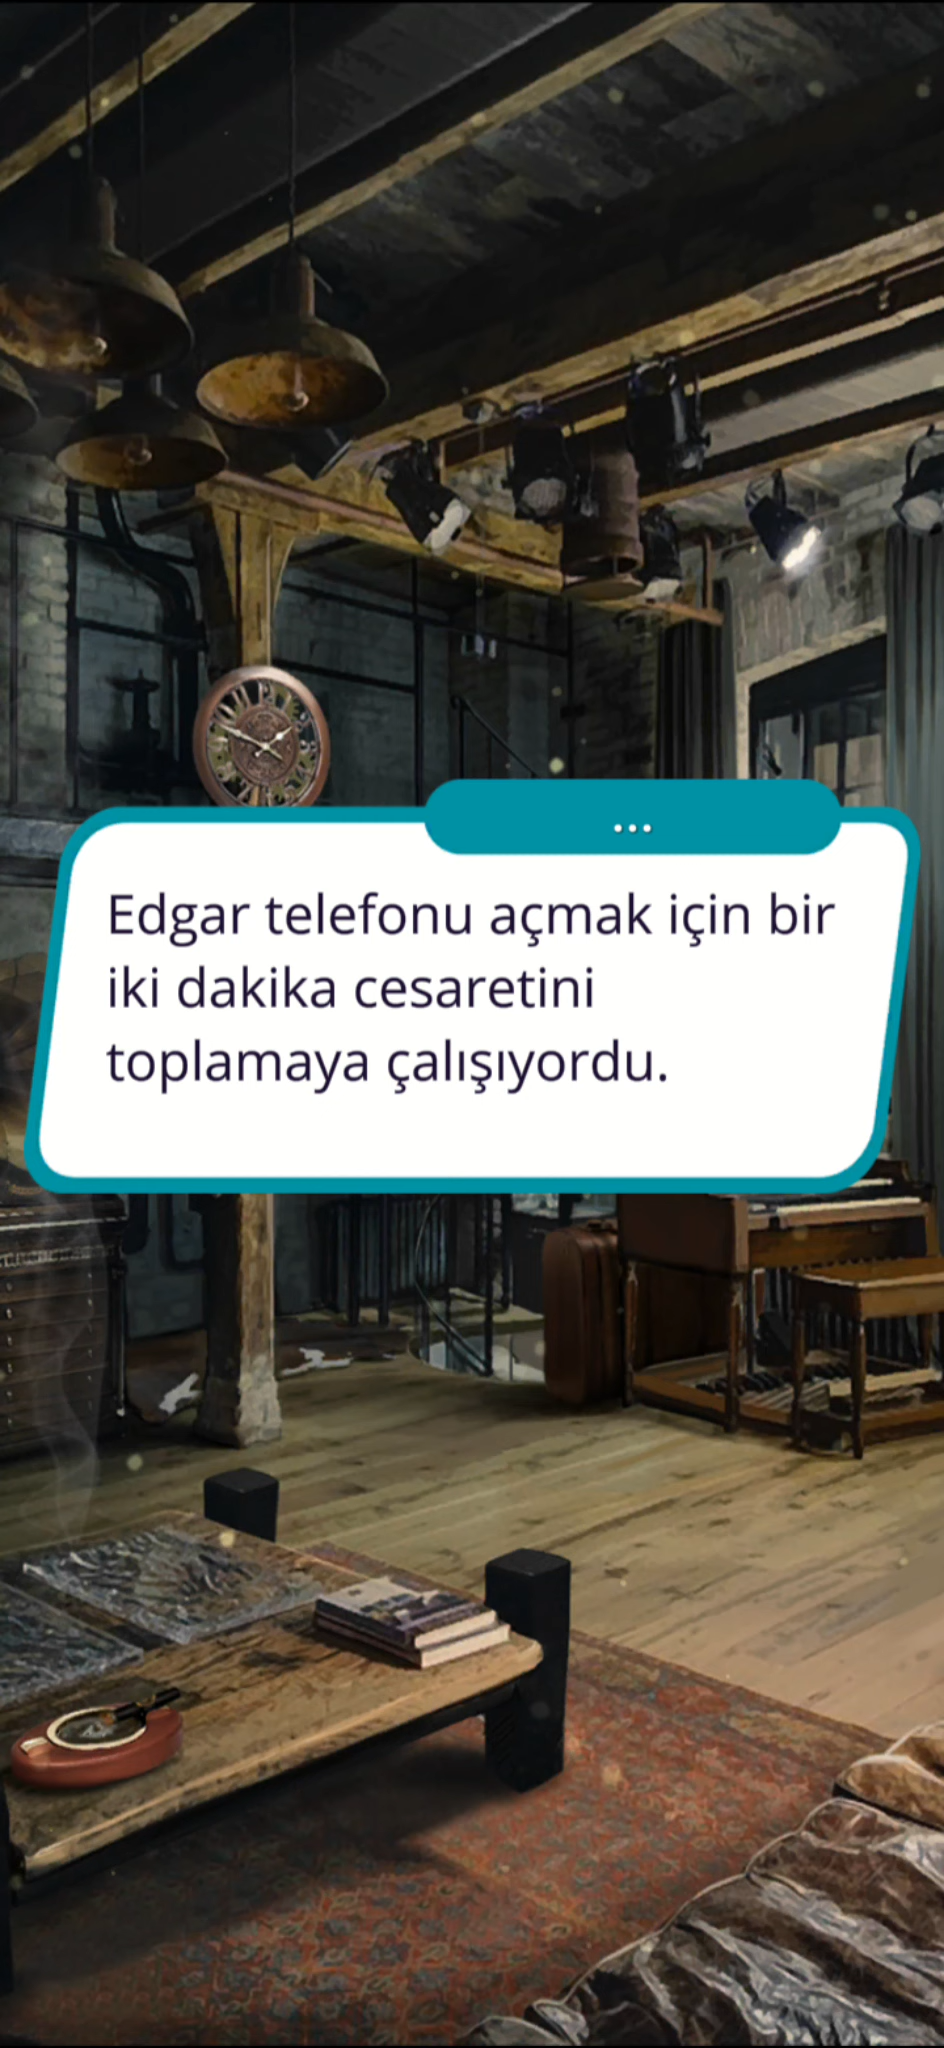 ...
Edgar telefonu açmak için bir
iki dakika cesaretini
toplamaya çalışıyordu.